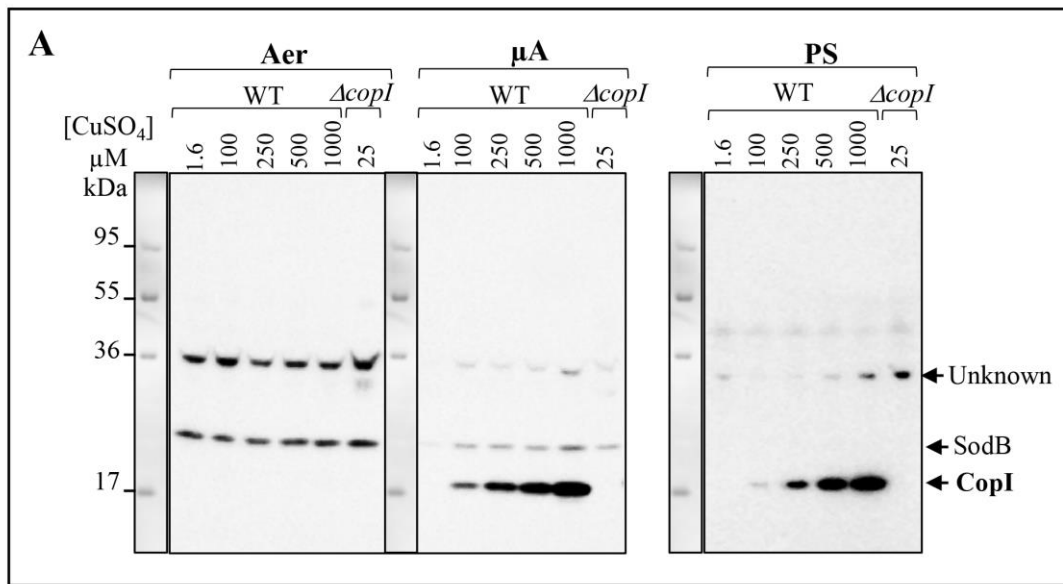 A
Aer µA PS
WT ΔcopI WT ΔcopI WT ΔcopI
[CuSO₄] µM
1.6 100 250 500 1000 25 1.6 100 250 500 1000 25 1.6 100 250 500 1000 25
kDa
95
55
36
Unknown
SodB
CopI
17